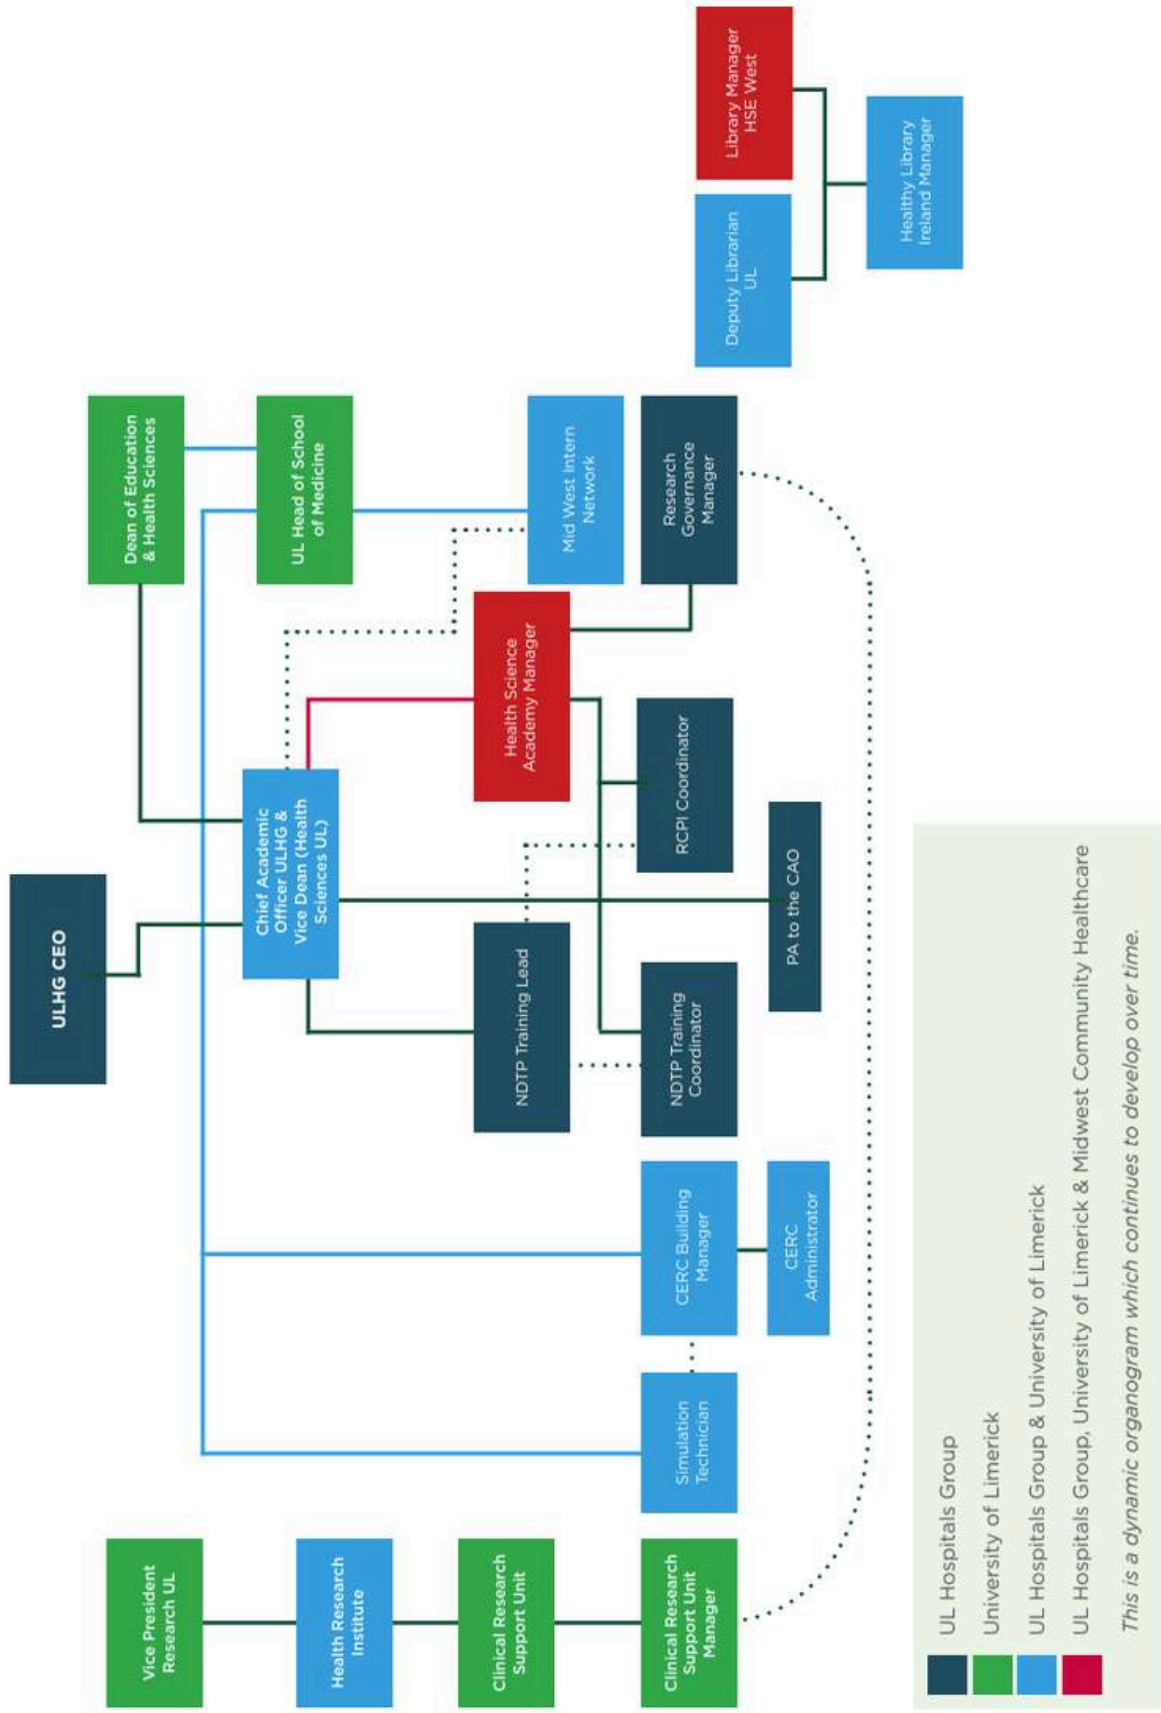 ULHG CEO
Vice President
Research UL
Dean of Education
& Health Sciences
Chief Academic
Officer ULHG &
Vice Dean (Health
Sciences UL)
UL Head of School
of Medicine
Health Research
Institute
Clinical Research
Support Unit
NDTP Training Lead
Health Science
Academy Manager
Mid West Intern
Network
Clinical Research
Support Unit
Manager
Simulation
Technician
CERC Building
Manager
NDTP Training
Coordinator
RCPI Coordinator
Research
Governance
Manager
Deputy Librarian
UL
Library Manager
HSE West
CERC
Administrator
PA to the CAO
Healthy Library
Ireland Manager
UL Hospitals Group
University of Limerick
UL Hospitals Group & University of Limerick
UL Hospitals Group, University of Limerick & Midwest Community Healthcare
This is a dynamic organogram which continues to develop over time.